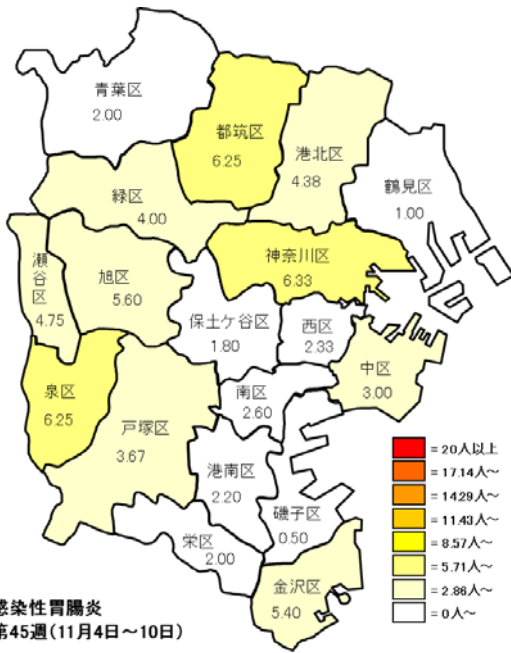 青葉区
2.00
都筑区
6.25
港北区
4.38
鶴見区
1.00
緑区
4.00
神奈川区
6.33
瀬谷区
4.75
旭区
5.60
保土ケ谷区
1.80
西区
2.33
中区
3.00
泉区
6.25
戸塚区
3.67
南区
2.60
港南区
2.20
磯子区
0.50
栄区
2.00
金沢区
5.40
=20人以上
=17.14人～
=14.29人～
=11.43人～
=8.57人～
=5.71人～
=2.86人～
=0人～
感染性胃腸炎
第45週(11月4日～10日)